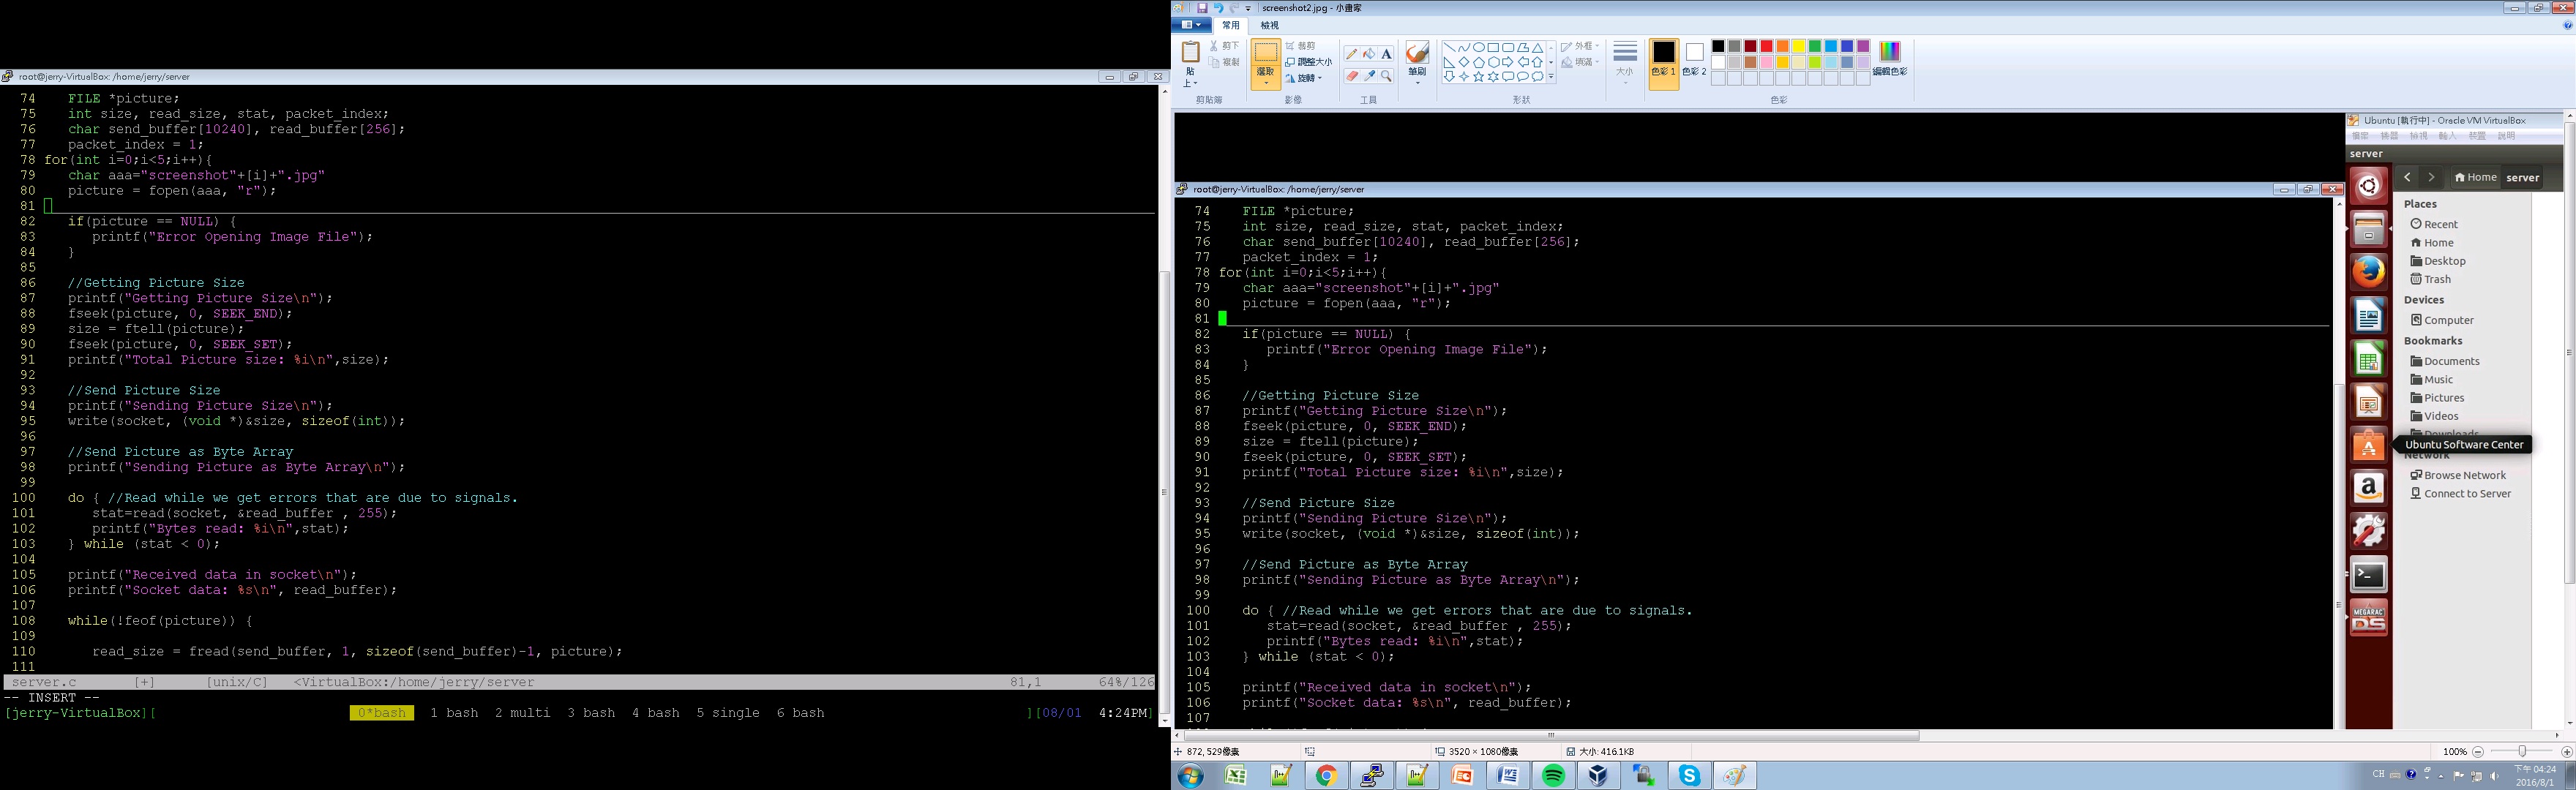 root@jerry-VirtualBox: /home/jerry/server
74 FILE *picture;
75 int size, read_size, stat, packet_index;
76 char send_buffer[10240], read_buffer[256];
77 packet_index = 1;
78 for(int i=0;i<5;i++){
79 char aaa="screenshot"+[i]+".jpg"
80 picture = fopen(aaa, "r");
81
82 if(picture == NULL) {
83 printf("Error Opening Image File");
84 }
85
86 //Getting Picture Size
87 printf("Getting Picture Size\n");
88 fseek(picture, 0, SEEK_END);
89 size = ftell(picture);
90 fseek(picture, 0, SEEK_SET);
91 printf("Total Picture size: %i\n",size);
92
93 //Send Picture Size
94 printf("Sending Picture Size\n");
95 write(socket, (void *)&size, sizeof(int));
96
97 //Send Picture as Byte Array
98 printf("Sending Picture as Byte Array\n");
99
100 do { //Read while we get errors that are due to signals.
101 stat=read(socket, &read_buffer , 255);
102 printf("Bytes read: %i\n",stat);
103 } while (stat < 0);
104
105 printf("Received data in socket\n");
106 printf("Socket data: %s\n", read_buffer);
107
108 while(!feof(picture)) {
109
110 read_size = fread(send_buffer, 1, sizeof(send_buffer)-1, picture);
111
server.c [+] [unix/C] <VirtualBox:/home/jerry/server 81,1 64%/126
-- INSERT --
[jerry-VirtualBox][ 0*bash 1 bash 2 multi 3 bash 4 bash 5 single 6 bash ][08/01 4:24PM]
screenshot2.jpg - 小畫家
常用 檢視
貼上
剪下
複製
剪貼簿
選取
裁剪
調整大小
旋轉
影像
A
工具
筆刷
外框
填滿
形狀
大小
色彩 1
色彩 2
編輯色彩
色彩
root@jerry-VirtualBox: /home/jerry/server
74 FILE *picture;
75 int size, read_size, stat, packet_index;
76 char send_buffer[10240], read_buffer[256];
77 packet_index = 1;
78 for(int i=0;i<5;i++){
79 char aaa="screenshot"+[i]+".jpg"
80 picture = fopen(aaa, "r");
81
82 if(picture == NULL) {
83 printf("Error Opening Image File");
84 }
85
86 //Getting Picture Size
87 printf("Getting Picture Size\n");
88 fseek(picture, 0, SEEK_END);
89 size = ftell(picture);
90 fseek(picture, 0, SEEK_SET);
91 printf("Total Picture size: %i\n",size);
92
93 //Send Picture Size
94 printf("Sending Picture Size\n");
95 write(socket, (void *)&size, sizeof(int));
96
97 //Send Picture as Byte Array
98 printf("Sending Picture as Byte Array\n");
99
100 do { //Read while we get errors that are due to signals.
101 stat=read(socket, &read_buffer , 255);
102 printf("Bytes read: %i\n",stat);
103 } while (stat < 0);
104
105 printf("Received data in socket\n");
106 printf("Socket data: %s\n", read_buffer);
107
Ubuntu [執行中] - Oracle VM VirtualBox
檔案 機器 檢視 輸入 裝置 說明
server
Home server
Places
Recent
Home
Desktop
Trash
Devices
Computer
Bookmarks
Documents
Music
Pictures
Videos
Downloads
Ubuntu Software Center
Network
Browse Network
Connect to Server
MEGARAC
DS
872, 529像素
3520 × 1080像素
大小: 416.1KB
100%
CH
下午 04:24
2016/8/1